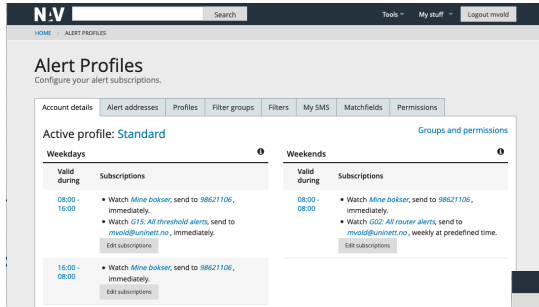 NAV
Search
Tools
My stuff
Logout mvold
HOME / ALERT PROFILES
Alert Profiles
Configure your alert subscriptions.
Account details
Alert addresses
Profiles
Filter groups
Filters
My SMS
Matchfields
Permissions
Active profile: Standard
Groups and permissions
Weekdays
Valid during
Subscriptions
08:00 -
16:00
• Watch Mine bokser, send to 98621106 ,
immediately.
• Watch G15: All threshold alerts, send to
mvold@uninett.no , immediately.
Edit subscriptions
16:00 -
08:00
• Watch Mine bokser, send to 98621106 ,
immediately.
Edit subscriptions
Weekends
Valid during
Subscriptions
08:00 -
08:00
• Watch Mine bokser, send to 98621106 ,
immediately.
• Watch G02: All router alerts, send to
mvold@uninett.no , weekly at predefined time.
Edit subscriptions